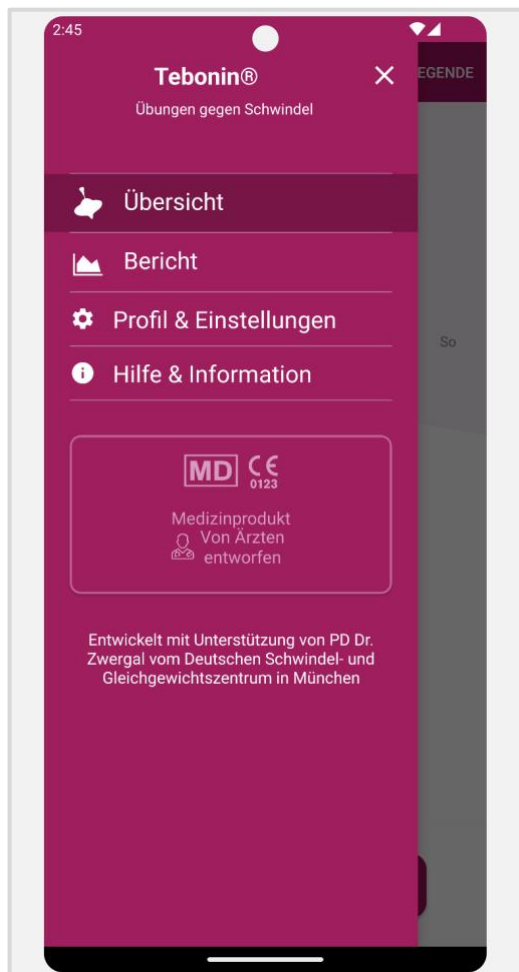 2:45
Tebonin®
EGENDE
Übungen gegen Schwindel
Übersicht
Bericht
Profil & Einstellungen
So
Hilfe & Information
MD CE
0123
Medizinprodukt
Von Ärzten
entworfen
Entwickelt mit Unterstützung von PD Dr.
Zwergal vom Deutschen Schwindel- und
Gleichgewichtszentrum in München